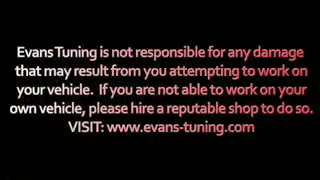 Evans Tuning is not responsible for any damage
that may result from you attempting to work on
your vehicle.  If you are not able to work on your
own vehicle, please hire a reputable shop to do so.
VISIT: www.evans-tuning.com